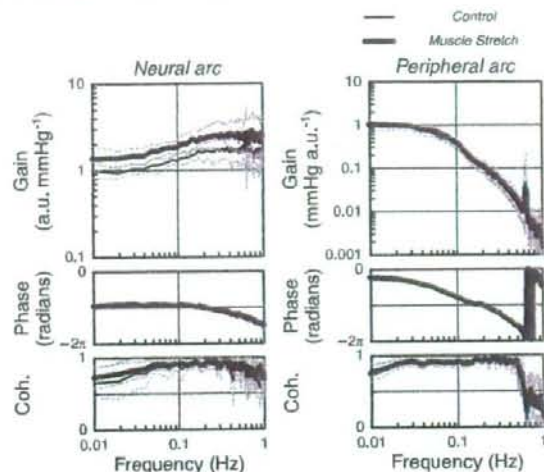 Control
Muscle Stretch
Neural arc
Peripheral arc
Gain
(a.u. mmHg⁻¹)
10
1
0.1
Gain
(mmHg a.u.⁻¹)
10
1
0.1
0.01
0.001
Phase
(radians)
0
−2π
Phase
(radians)
0
−2π
Coh.
1
0
0.01
0.1
1
Frequency (Hz)
Coh.
1
0
0.01
0.1
1
Frequency (Hz)